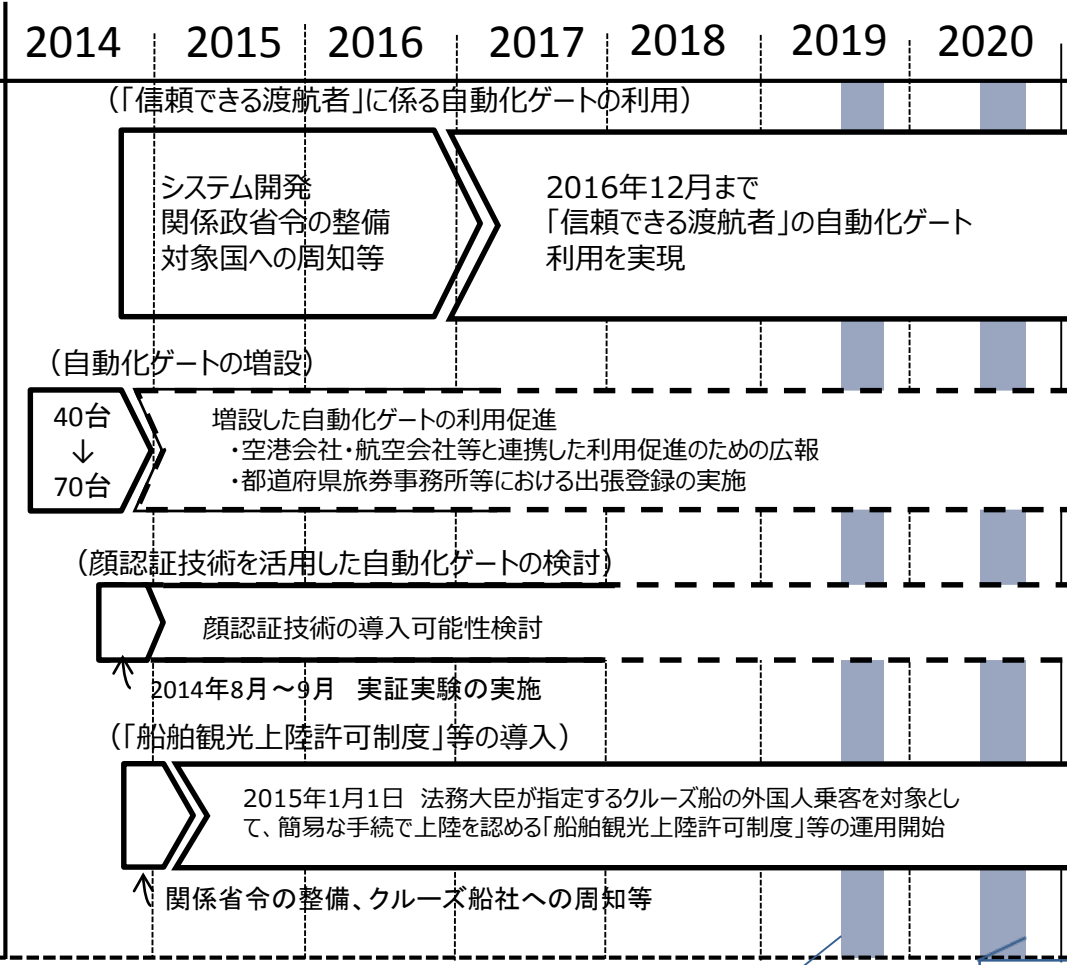 2014 2015 2016 2017 2018 2019 2020
（「信頼できる渡航者」に係る自動化ゲートの利用）
システム開発
関係政省令の整備
対象国への周知等
2016年12月まで
「信頼できる渡航者」の自動化ゲート
利用を実現
（自動化ゲートの増設）
40台
↓
70台
増設した自動化ゲートの利用促進
・空港会社・航空会社等と連携した利用促進のための広報
・都道府県旅券事務所等における出張登録の実施
（顔認証技術を活用した自動化ゲートの検討）
顔認証技術の導入可能性検討
2014年8月～9月　実証実験の実施
（「船舶観光上陸許可制度」等の導入）
2015年1月1日　法務大臣が指定するクルーズ船の外国人乗客を対象とし
て、簡易な手続で上陸を認める「船舶観光上陸許可制度」等の運用開始
関係省令の整備、クルーズ船社への周知等